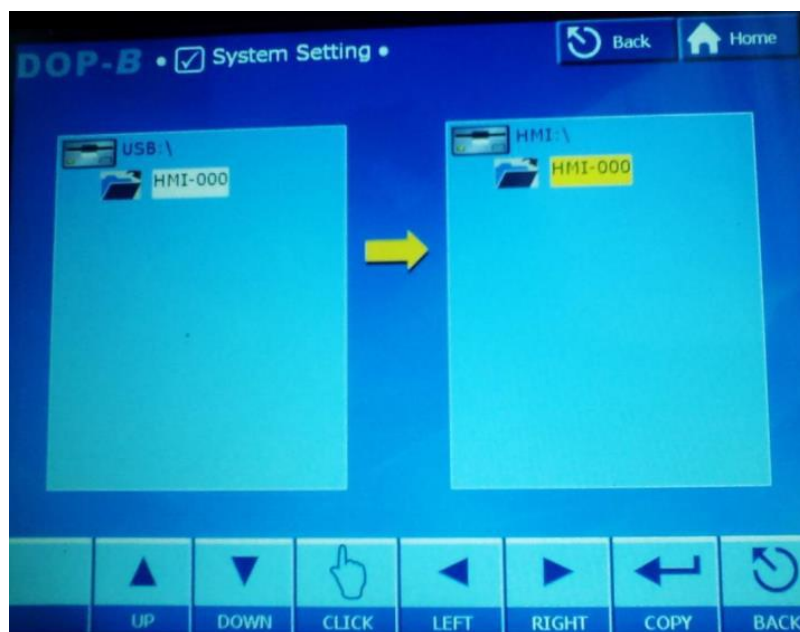 DOP-B • System Setting •
Back
Home
USB:\
HMI-000
HMI:\
HMI-000
UP
DOWN
CLICK
LEFT
RIGHT
COPY
BACK